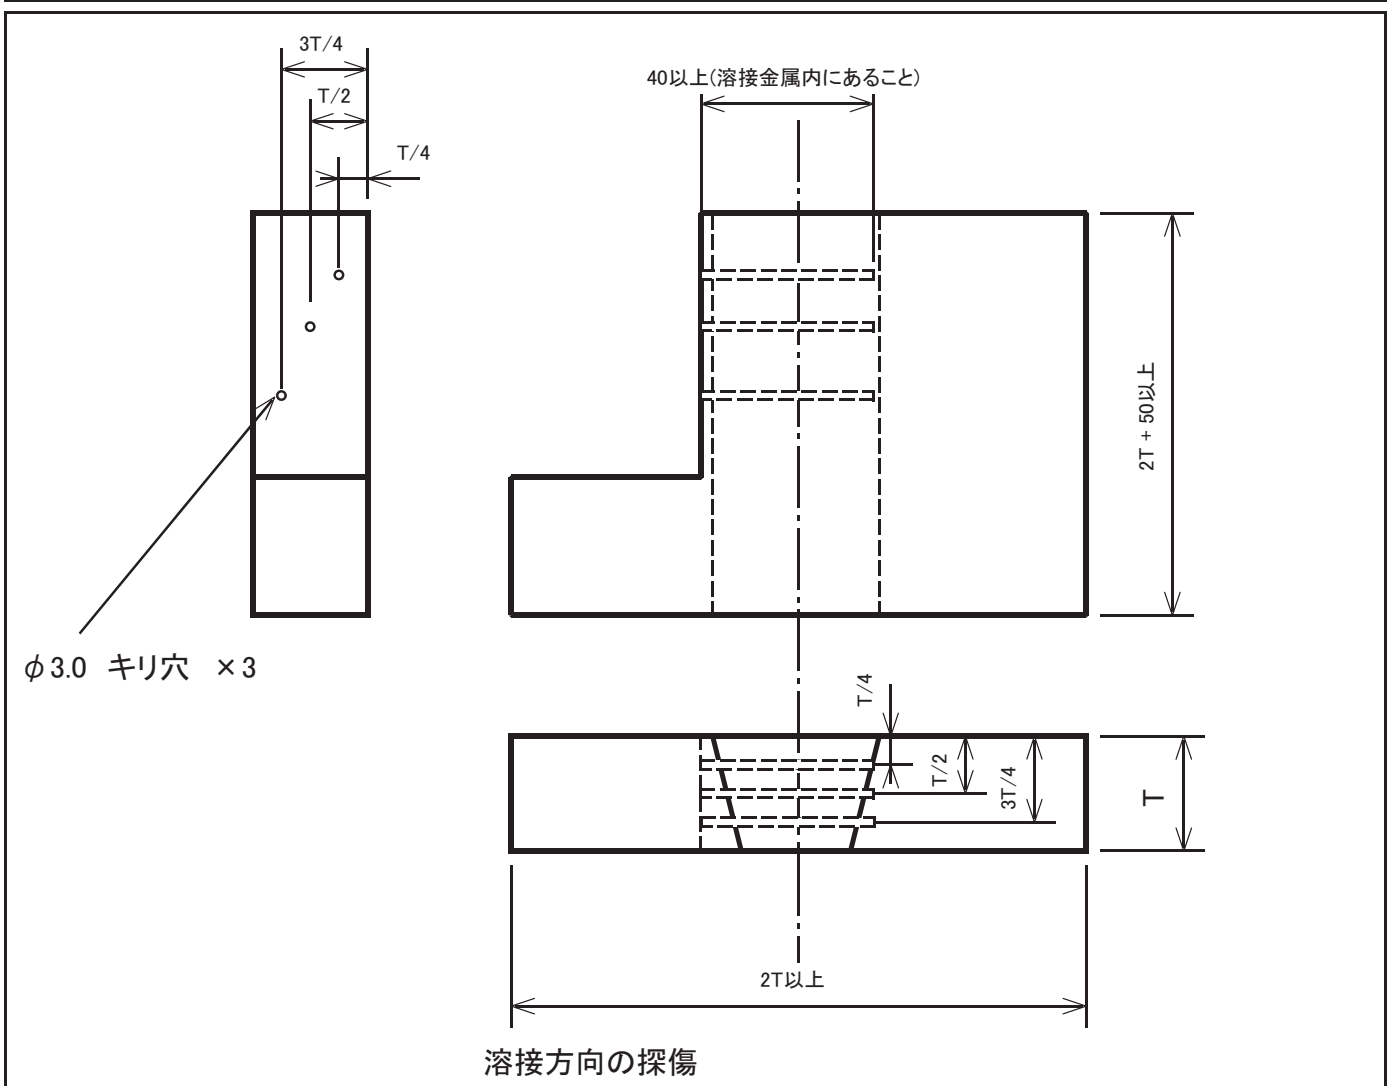 3T/4
T/2
T/4
40以上(溶接金属内にあること)
2T + 50以上
φ3.0 キリ穴 ×3
T/4
T/2
3T/4
T
2T以上
溶接方向の探傷